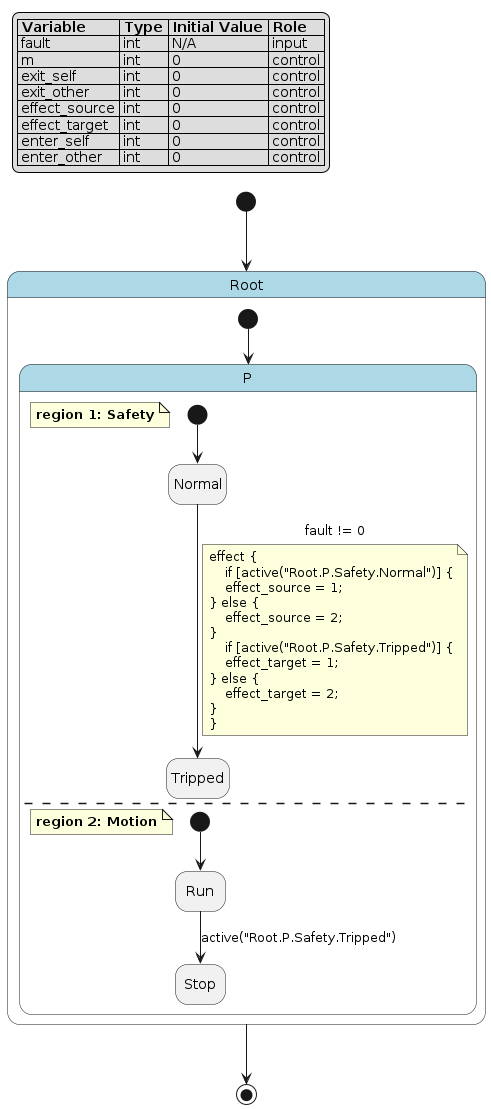 Variable Type Initial Value Role
fault int N/A input
m int 0 control
exit_self int 0 control
exit_other int 0 control
effect_source int 0 control
effect_target int 0 control
enter_self int 0 control
enter_other int 0 control
Root
P
region 1: Safety
Normal
fault != 0
effect {
    if [active("Root.P.Safety.Normal")] {
    effect_source = 1;
} else {
    effect_source = 2;
}
    if [active("Root.P.Safety.Tripped")] {
    effect_target = 1;
} else {
    effect_target = 2;
}
}
Tripped
region 2: Motion
Run
active("Root.P.Safety.Tripped")
Stop